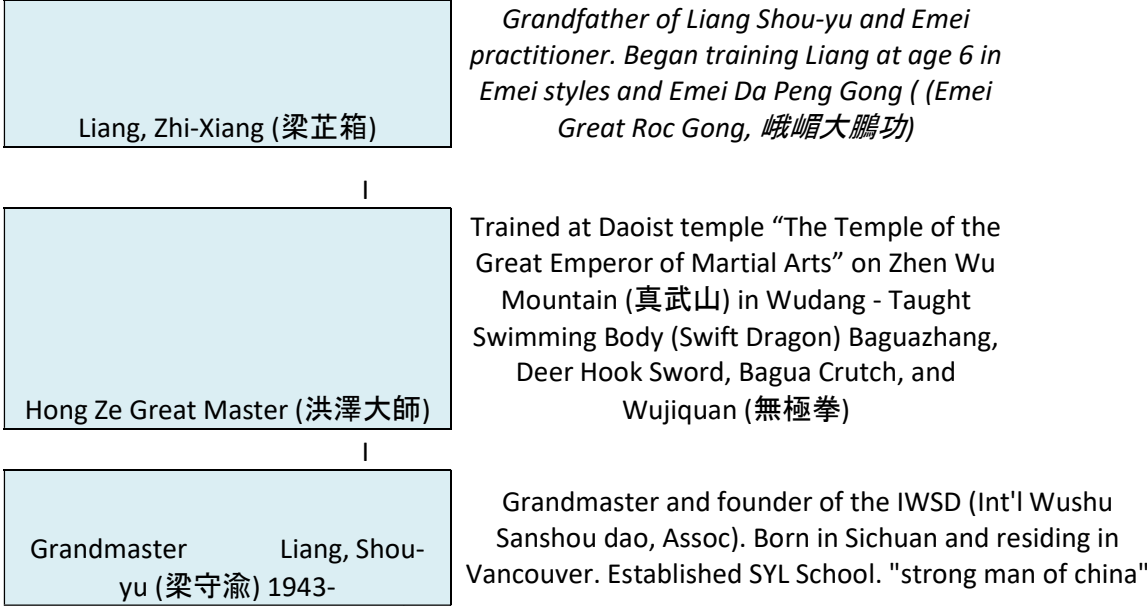 Grandfather of Liang Shou-yu and Emei
practitioner. Began training Liang at age 6 in
Emei styles and Emei Da Peng Gong ( (Emei
Great Roc Gong, 峨嵋大鵬功)
Liang, Zhi-Xiang (梁芷箱)
I
Trained at Daoist temple “The Temple of the
Great Emperor of Martial Arts” on Zhen Wu
Mountain (真武山) in Wudang - Taught
Swimming Body (Swift Dragon) Baguazhang,
Deer Hook Sword, Bagua Crutch, and
Wujiquan (無極拳)
Hong Ze Great Master (洪澤大師)
I
Grandmaster Liang, Shou-
yu (梁守渝) 1943-
Grandmaster and founder of the IWSD (Int'l Wushu
Sanshou dao, Assoc). Born in Sichuan and residing in
Vancouver. Established SYL School. "strong man of china"